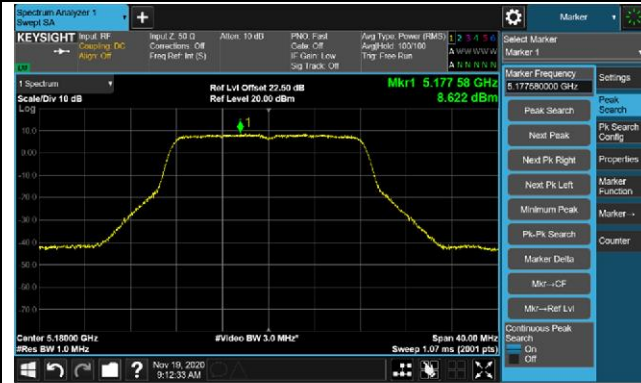 Spectrum Analyzer 1
Swept SA
Marker
KEYSIGHT
Input: RF
Coupling: DC
Align: Off
Input Z: 50 Ω
Corrections: Off
Freq Ref: Int (S)
Atten: 10 dB
PNO: Fast
Gate: Off
IF Gain: Low
Sig Track: Off
Avg Type: Power (RMS)
Avg|Hold: 100/100
Trig: Free Run
1 2 3 4 5 6
A W W W W W
A N N N N N
LXI
Select Marker
Marker 1
1 Spectrum
Scale/Div 10 dB
Log
Ref Lvl Offset 22.50 dB
Ref Level 20.00 dBm
Mkr1 5.177 58 GHz
8.622 dBm
1
10.0
0.00
-10.0
-20.0
-30.0
-40.0
-50.0
-60.0
-70.0
Center 5.18000 GHz
#Res BW 1.0 MHz
#Video BW 3.0 MHz*
Span 40.00 MHz
Sweep 1.07 ms (2001 pts)
Marker Frequency
5.177580000 GHz
Peak Search
Next Peak
Next Pk Right
Next Pk Left
Minimum Peak
Pk-Pk Search
Marker Delta
Mkr→CF
Mkr→Ref Lvl
Continuous Peak
Search
On
Off
Settings
Peak
Search
Pk Search
Config
Properties
Marker
Function
Marker→
Counter
Nov 19, 2020
9:12:33 AM